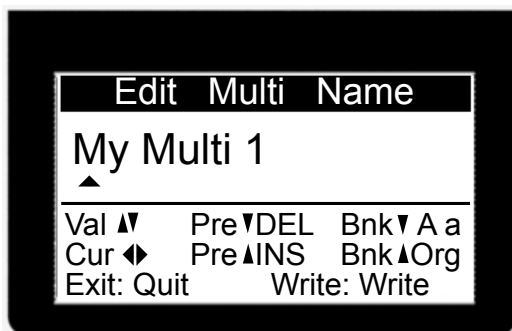 Edit Multi Name
My Multi 1
Val ▲▼ Pre▼DEL Bnk▼ A a
Cur ◀▶ Pre▲INS Bnk▲Org
Exit: Quit Write: Write